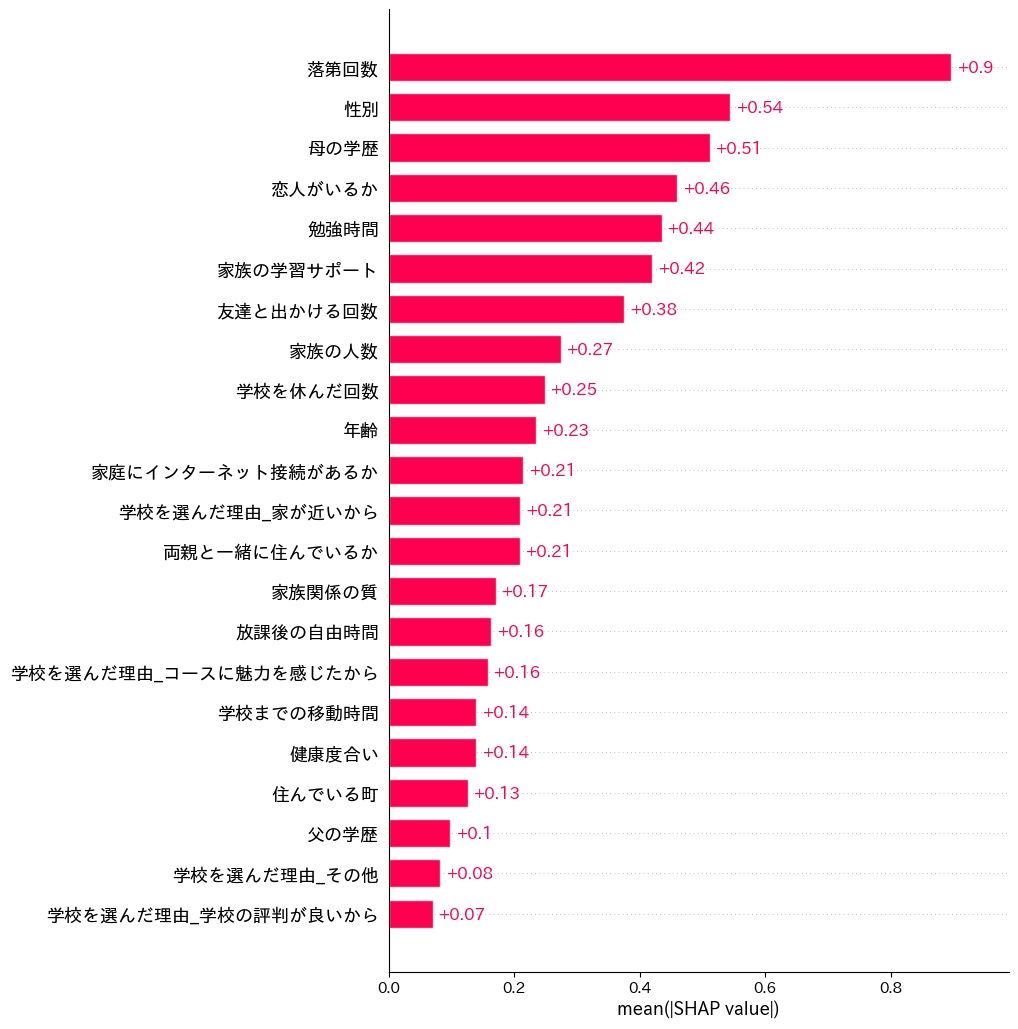 落第回数 +0.9
性別 +0.54
母の学歴 +0.51
恋人がいるか +0.46
勉強時間 +0.44
家族の学習サポート +0.42
友達と出かける回数 +0.38
家族の人数 +0.27
学校を休んだ回数 +0.25
年齢 +0.23
家庭にインターネット接続があるか +0.21
学校を選んだ理由_家が近いから +0.21
両親と一緒に住んでいるか +0.21
家族関係の質 +0.17
放課後の自由時間 +0.16
学校を選んだ理由_コースに魅力を感じたから +0.16
学校までの移動時間 +0.14
健康度合い +0.14
住んでいる町 +0.13
父の学歴 +0.1
学校を選んだ理由_その他 +0.08
学校を選んだ理由_学校の評判が良いから +0.07
0.0 0.2 0.4 0.6 0.8
mean(|SHAP value|)